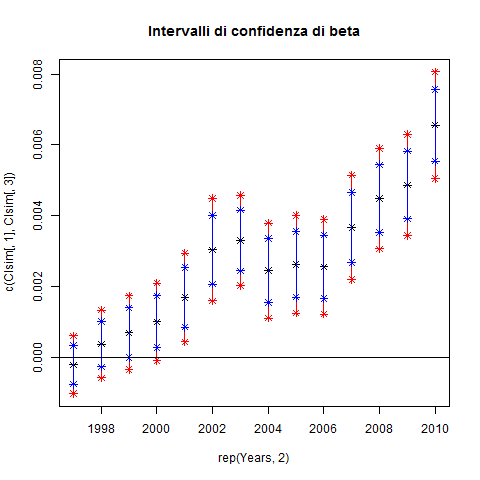 Intervalli di confidenza di beta
c(CIsim[, 1], CIsim[, 3])
0.008
0.006
0.004
0.002
0.000
1998 2000 2002 2004 2006 2008 2010
rep(Years, 2)